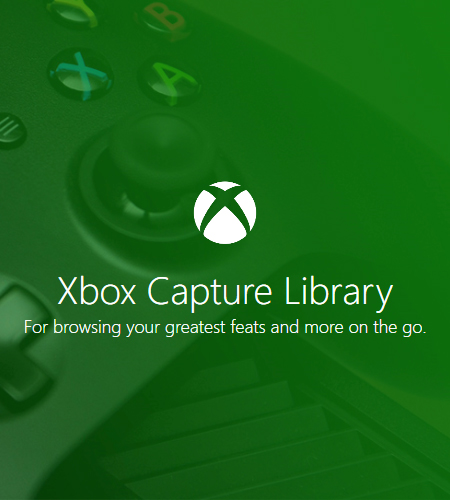 Y
B
X
A
Xbox Capture Library
For browsing your greatest feats and more on the go.